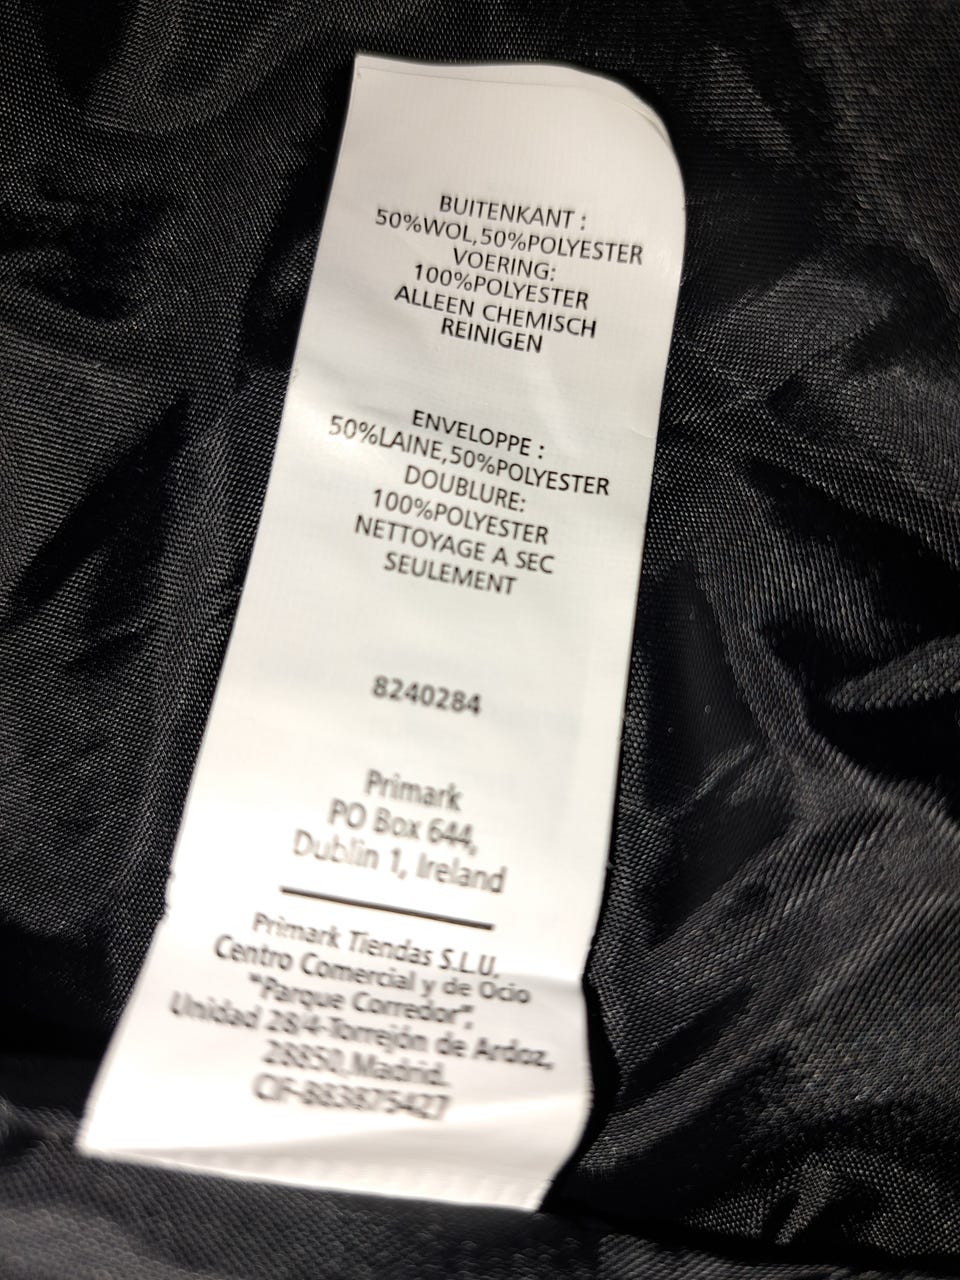 BUITENKANT :
50%WOL,50%POLYESTER
VOERING:
100%POLYESTER
ALLEEN CHEMISCH
REINIGEN
ENVELOPPE :
50%LAINE,50%POLYESTER
DOUBLURE:
100%POLYESTER
NETTOYAGE A SEC
SEULEMENT
8240284
Primark
PO Box 644,
Dublin 1, Ireland
Primark Tiendas S.L.U.
Centro Comercial y de Ocio
"Parque Corredor".
Unidad 28/4-Torrejón de Ardoz,
28850.Madrid.
CIF-B83875427